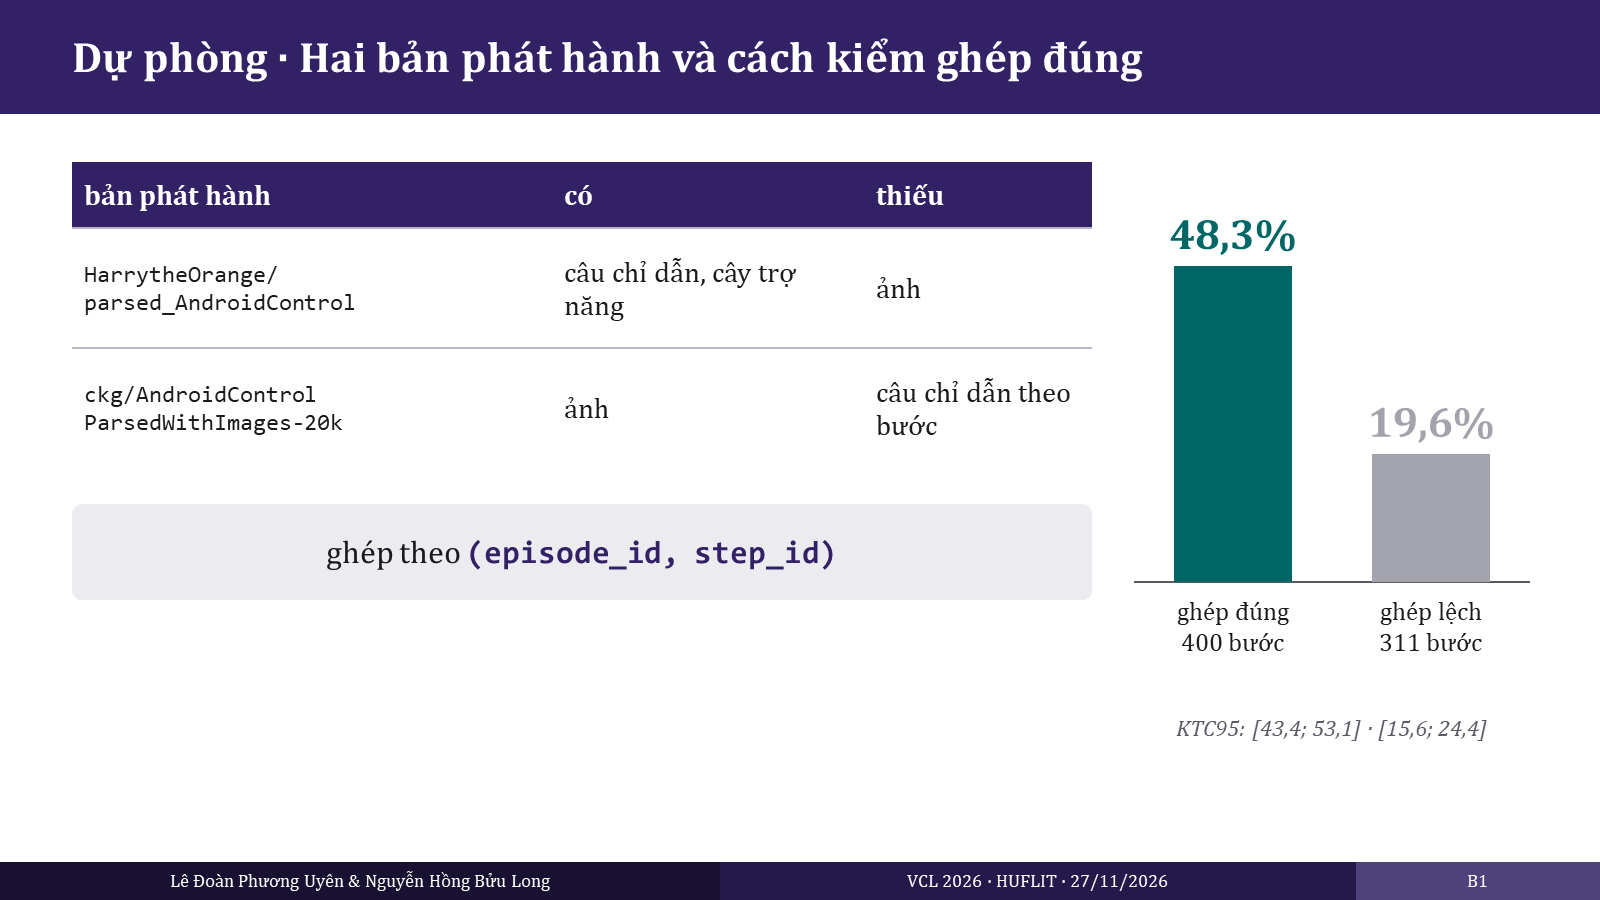 Dự phòng · Hai bản phát hành và cách kiểm ghép đúng
bản phát hành
có
thiếu
HarrytheOrange/
parsed_AndroidControl
câu chỉ dẫn, cây trợ
năng
ảnh
ckg/AndroidControl
ParsedWithImages-20k
ảnh
câu chỉ dẫn theo
bước
ghép theo (episode_id, step_id)
48,3%
19,6%
ghép đúng
400 bước
ghép lệch
311 bước
KTC95: [43,4; 53,1] · [15,6; 24,4]
Lê Đoàn Phương Uyên & Nguyễn Hồng Bửu Long
VCL 2026 · HUFLIT · 27/11/2026
B1